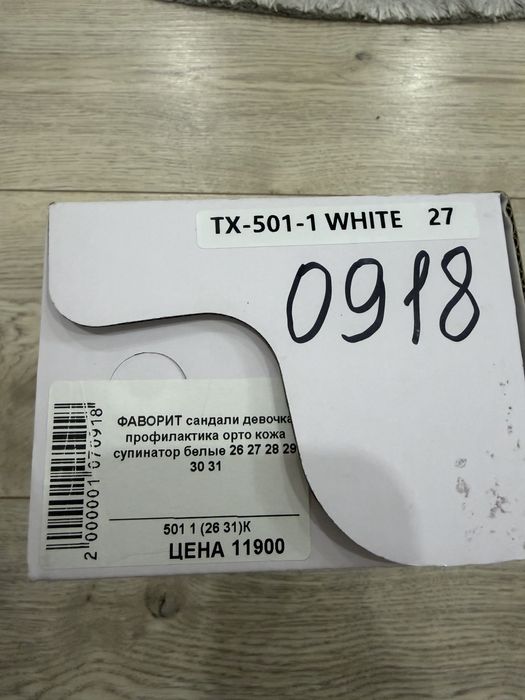 TX-501-1 WHITE 27
0918
ФАВОРИТ сандали девочка
профилактика орто кожа
супинатор белые 26 27 28 29
30 31
501 1 (26 31)К
ЦЕНА 11900
2 000001 070918